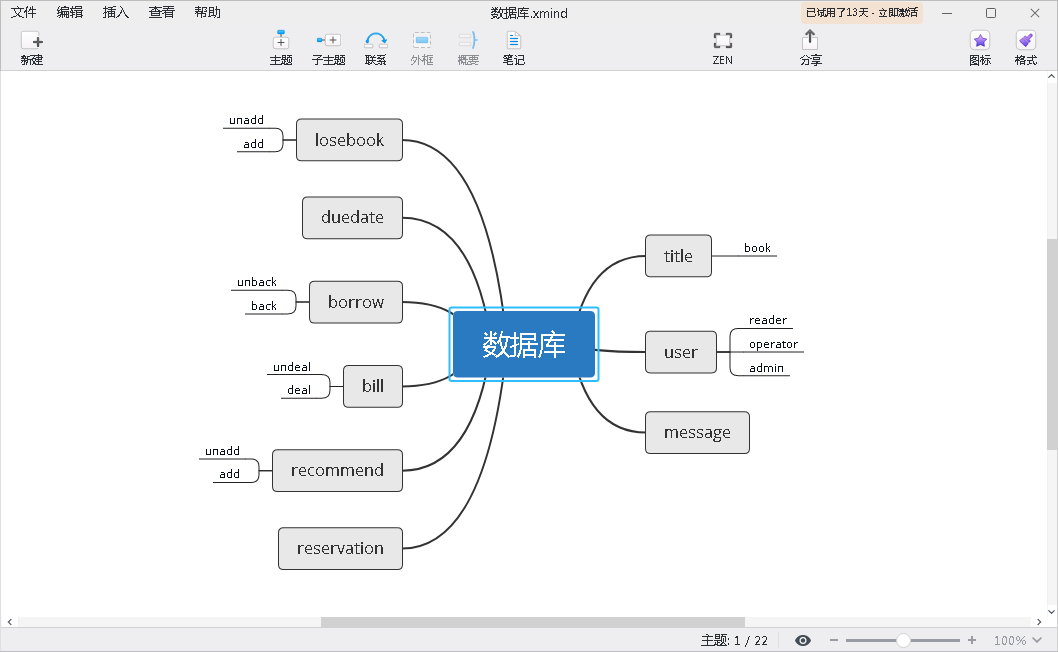 文件 编辑 插入 查看 帮助
数据库.xmind
已试用了13天 - 立即激活
新建 主题 子主题 联系 外框 概要 笔记 ZEN 分享 图标 格式
unadd
add
losebook
duedate
unback
back
borrow
undeal
deal
bill
unadd
add
recommend
reservation
数据库
title
book
user
reader
operator
admin
message
主题: 1 / 22
100%